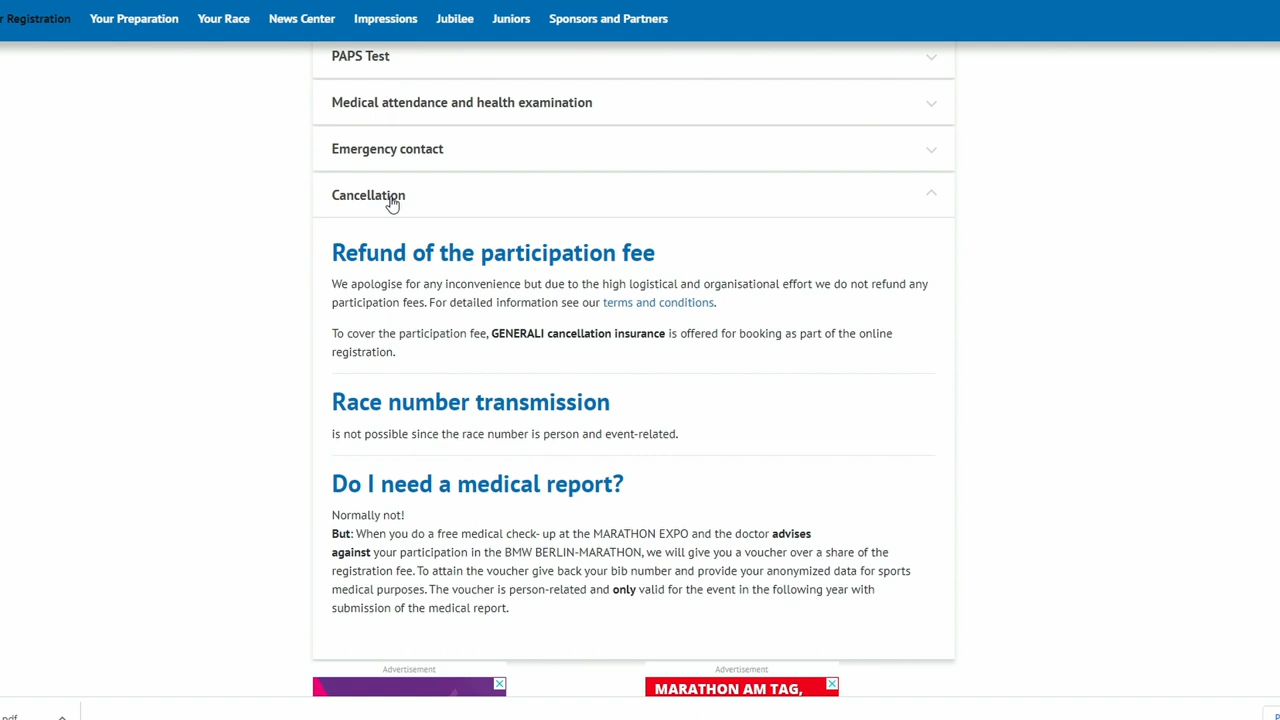 r Registration Your Preparation Your Race News Center Impressions Jubilee Juniors Sponsors and Partners
PAPS Test
Medical attendance and health examination
Emergency contact
Cancellation
Refund of the participation fee
We apologise for any inconvenience but due to the high logistical and organisational effort we do not refund any
participation fees. For detailed information see our terms and conditions.
To cover the participation fee, GENERALI cancellation insurance is offered for booking as part of the online
registration.
Race number transmission
is not possible since the race number is person and event-related.
Do I need a medical report?
Normally not!
But: When you do a free medical check- up at the MARATHON EXPO and the doctor advises
against your participation in the BMW BERLIN-MARATHON, we will give you a voucher over a share of the
registration fee. To attain the voucher give back your bib number and provide your anonymized data for sports
medical purposes. The voucher is person-related and only valid for the event in the following year with
submission of the medical report.
Advertisement Advertisement
MARATHON AM TAG,
.pdf